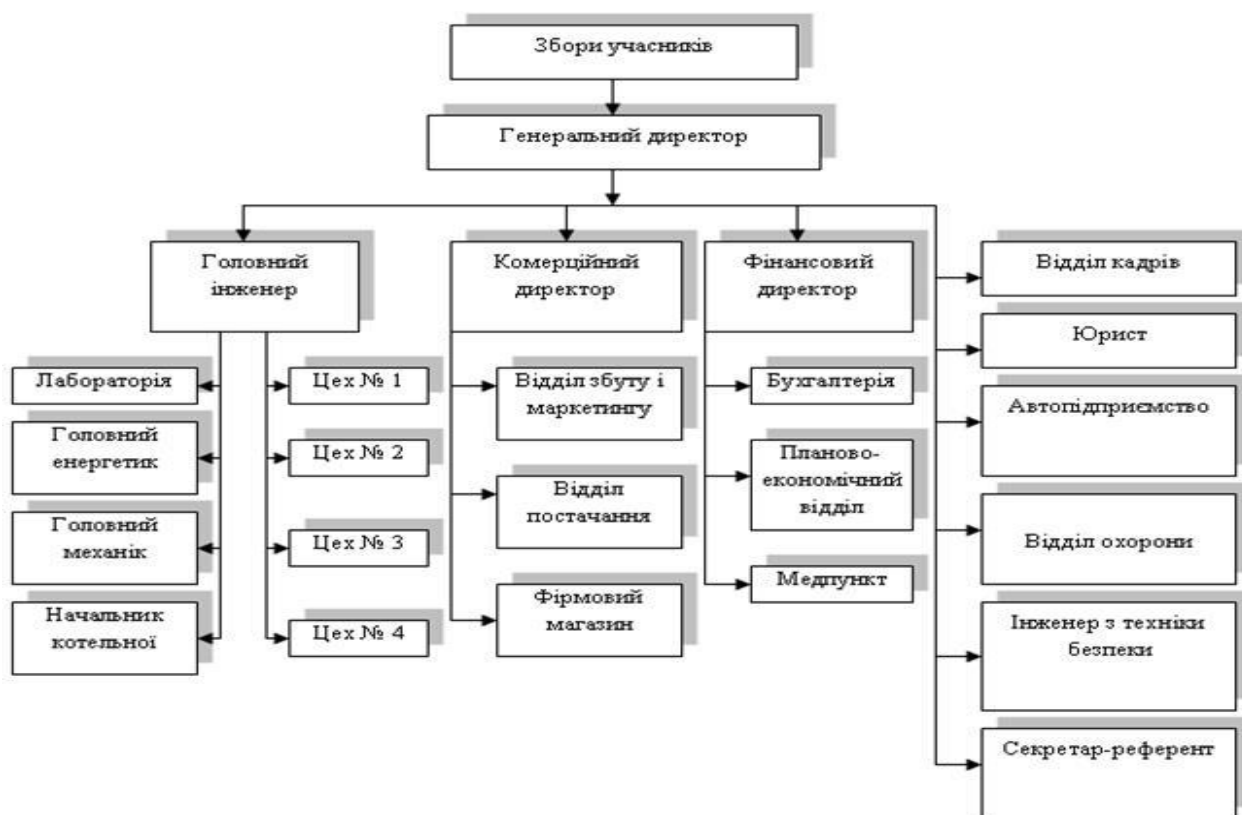 Збори учасників
Генеральний директор
Головний
інженер
Комерційний
директор
Фінансовий
директор
Відділ кадрів
Юрист
Автопідприємство
Відділ охорони
Інженер з техніки
безпеки
Секретар-референт
Лабораторія
Головний
енергетик
Головний
механік
Начальник
котельної
Цех № 1
Цех № 2
Цех № 3
Цех № 4
Відділ збуту і
маркетингу
Відділ
постачання
Фірмовий
магазин
Бухгалтерія
Планово-
економічний
відділ
Медпункт